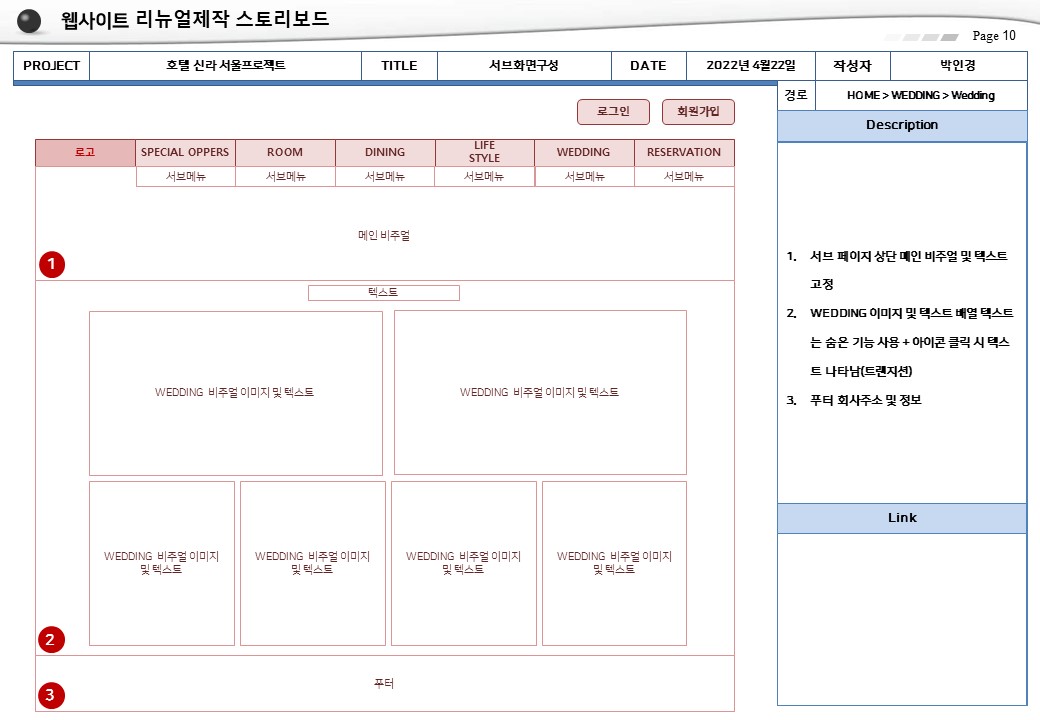 웹사이트 리뉴얼제작 스토리보드
Page 10
PROJECT 호텔 신라 서울프로잭트 TITLE 서브화면구성 DATE 2022년 4월22일 작성자 박인경
경로 HOME > WEDDING > Wedding
로그인 회원가입
Description
로고 SPECIAL OPPERS ROOM DINING LIFE STYLE WEDDING RESERVATION
서브메뉴 서브메뉴 서브메뉴 서브메뉴 서브메뉴 서브메뉴
메인 비주얼
1
텍스트
WEDDING 비주얼 이미지 및 텍스트 WEDDING 비주얼 이미지 및 텍스트
WEDDING 비주얼 이미지 WEDDING 비주얼 이미지 WEDDING 비주얼 이미지 WEDDING 비주얼 이미지
및 텍스트 및 텍스트 및 텍스트 및 텍스트
2
푸터
3
1. 서브 페이지 상단 메인 비주얼 및 텍스트
고정
2. WEDDING 이미지 및 텍스트 배열 텍스트
는 숨은 기능 사용 + 아이콘 클릭 시 텍스
트 나타남(트랜지션)
3. 푸터 회사주소 및 정보
Link